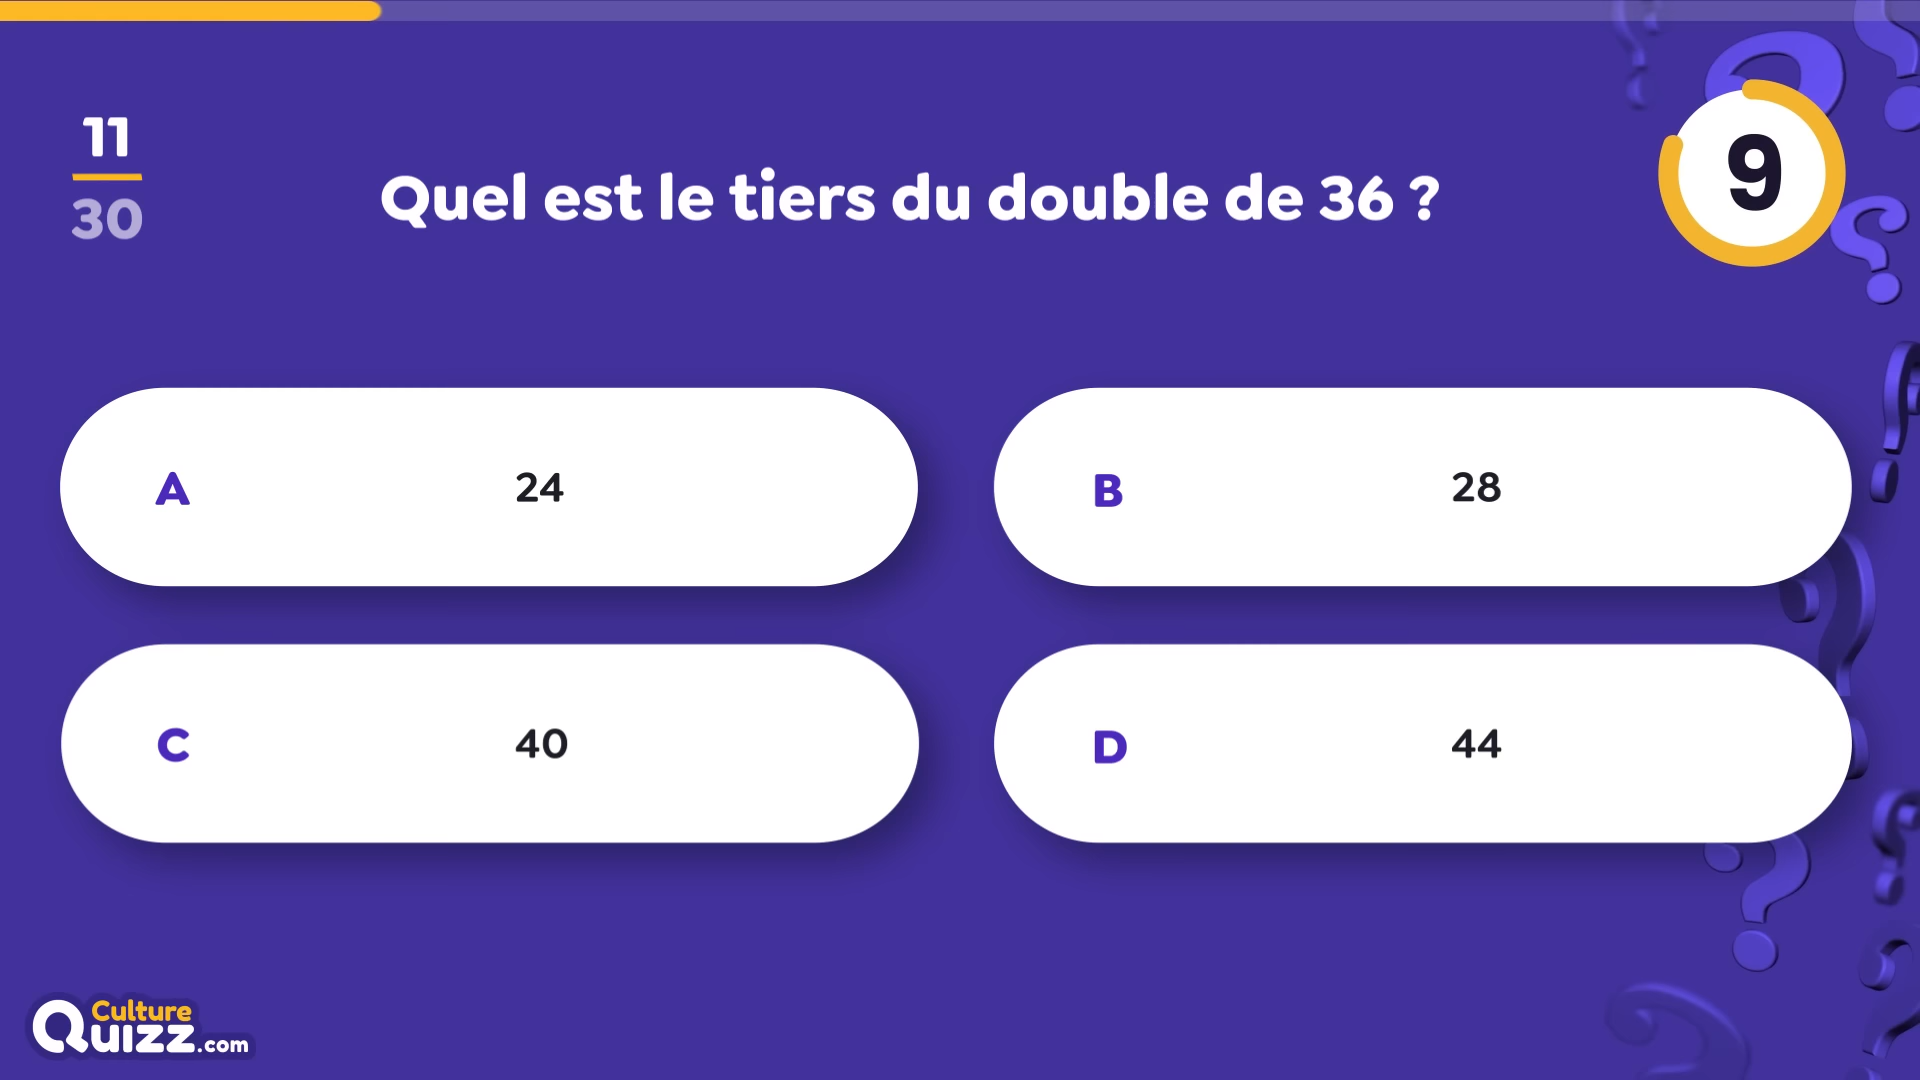 11
30
Quel est le tiers du double de 36 ?
9
A 24
B 28
C 40
D 44
Culture
Quizz.com